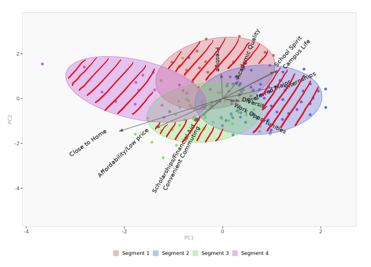 2
0
-2
-4
-4
-2
0
2
PC2
PC1
Prestige
Academic Quality
School Spirit
Campus Life
Diversity
Work Opportunities
Close to Home
Affordability/Low price
Scholarships/Financial Aid
Convenient Commuting
Segment 1
Segment 2
Segment 3
Segment 4